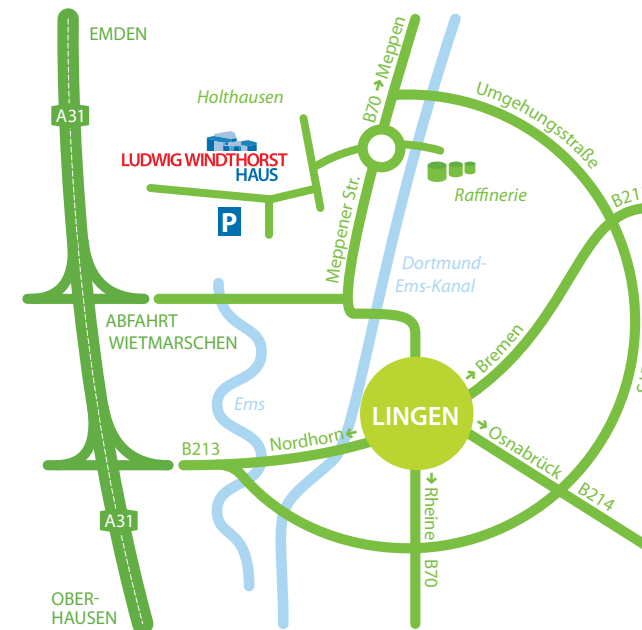 EMDEN
A31
Holthausen
LUDWIG WINDTHORST
HAUS
P
B70 → Meppen
Umgehungsstraße
Raffinerie
Meppener Str.
B21
Dortmund-
Ems-Kanal
ABFAHRT
WIETMARSCHEN
Bremen
Ems
LINGEN
B213
Nordhorn
Osnabrück
B214
Rheine
B70
A31
OBER-
HAUSEN